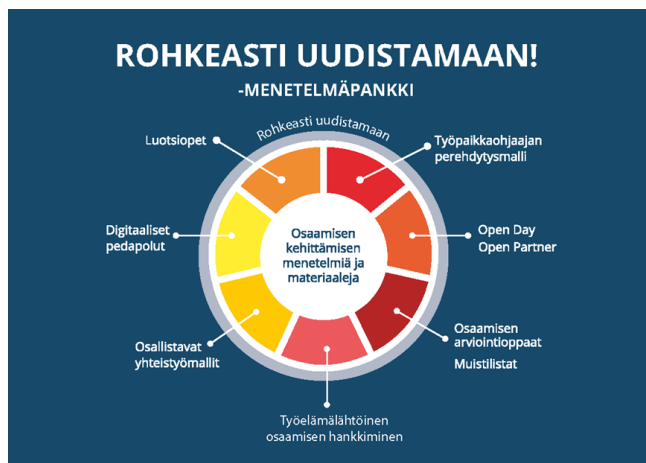 ROHKEASTI UUDISTAMAAN!
-MENETELMÄPANKKI
Rohkeasti uudistamaan
Luotsiopet
Työpaikkaohjaajan
perehdytysmalli
Digitaaliset
pedapolut
Osaamisen
kehittämisen
menetelmiä ja
materiaaleja
Open Day
Open Partner
Osallistavat
yhteistyömallit
Osaamisen
arviointioppaat
Muistilistat
Työelämälähtöinen
osaamisen hankkiminen